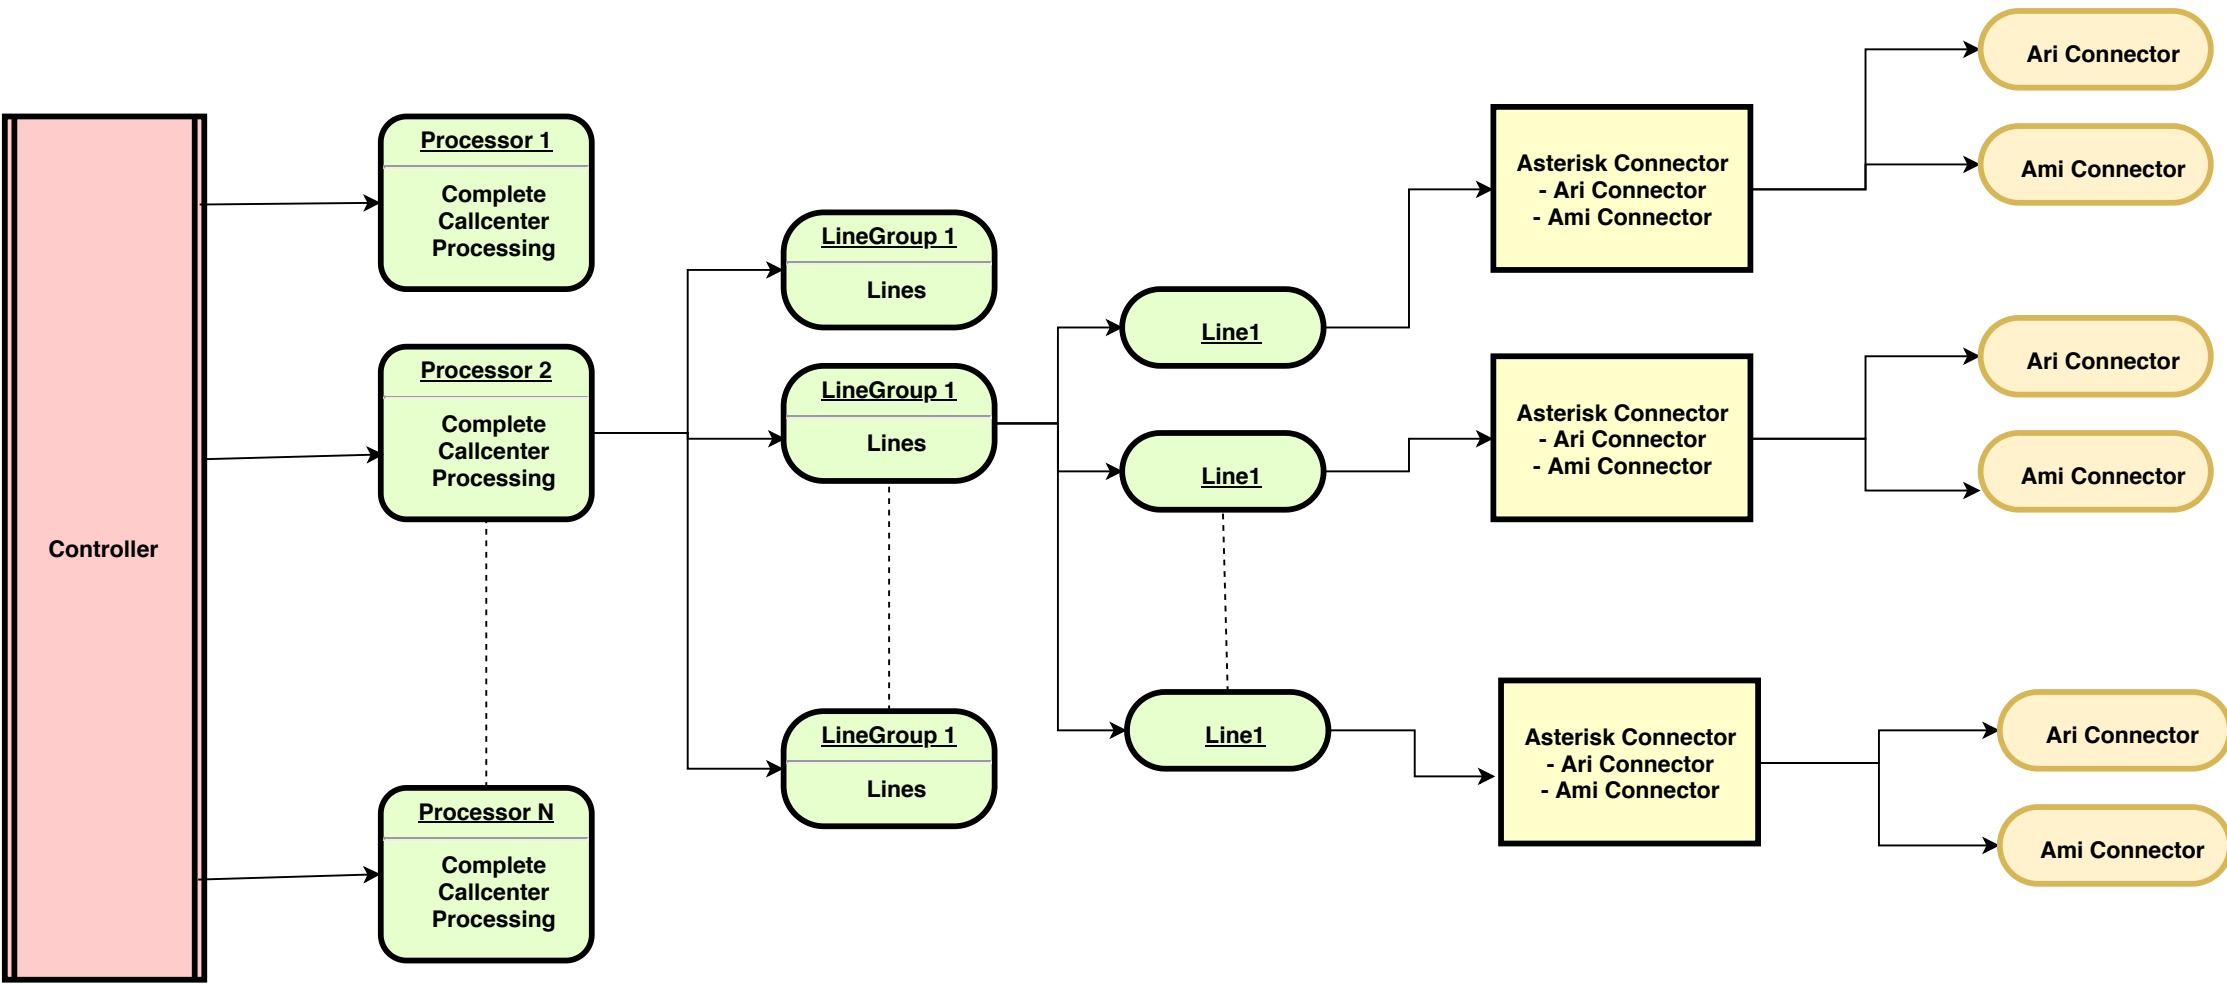 Controller
Processor 1
Complete
Callcenter
Processing
Processor 2
Complete
Callcenter
Processing
Processor N
Complete
Callcenter
Processing
LineGroup 1
Lines
LineGroup 1
Lines
LineGroup 1
Lines
Line1
Line1
Line1
Asterisk Connector
- Ari Connector
- Ami Connector
Asterisk Connector
- Ari Connector
- Ami Connector
Asterisk Connector
- Ari Connector
- Ami Connector
Ari Connector
Ami Connector
Ari Connector
Ami Connector
Ari Connector
Ami Connector